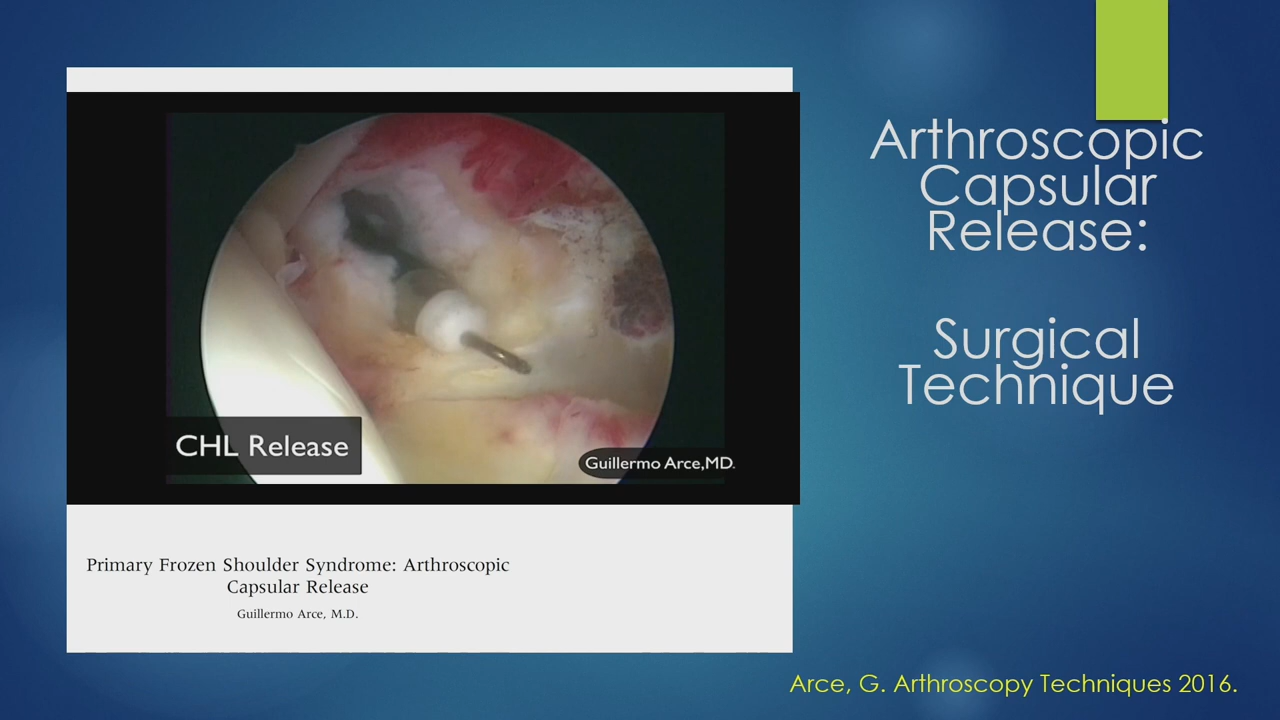 Arthroscopic
Capsular
Release:
Surgical
Technique
CHL Release
Guillermo Arce,MD.
Primary Frozen Shoulder Syndrome: Arthroscopic
Capsular Release
Guillermo Arce, M.D.
Arce, G. Arthroscopy Techniques 2016.